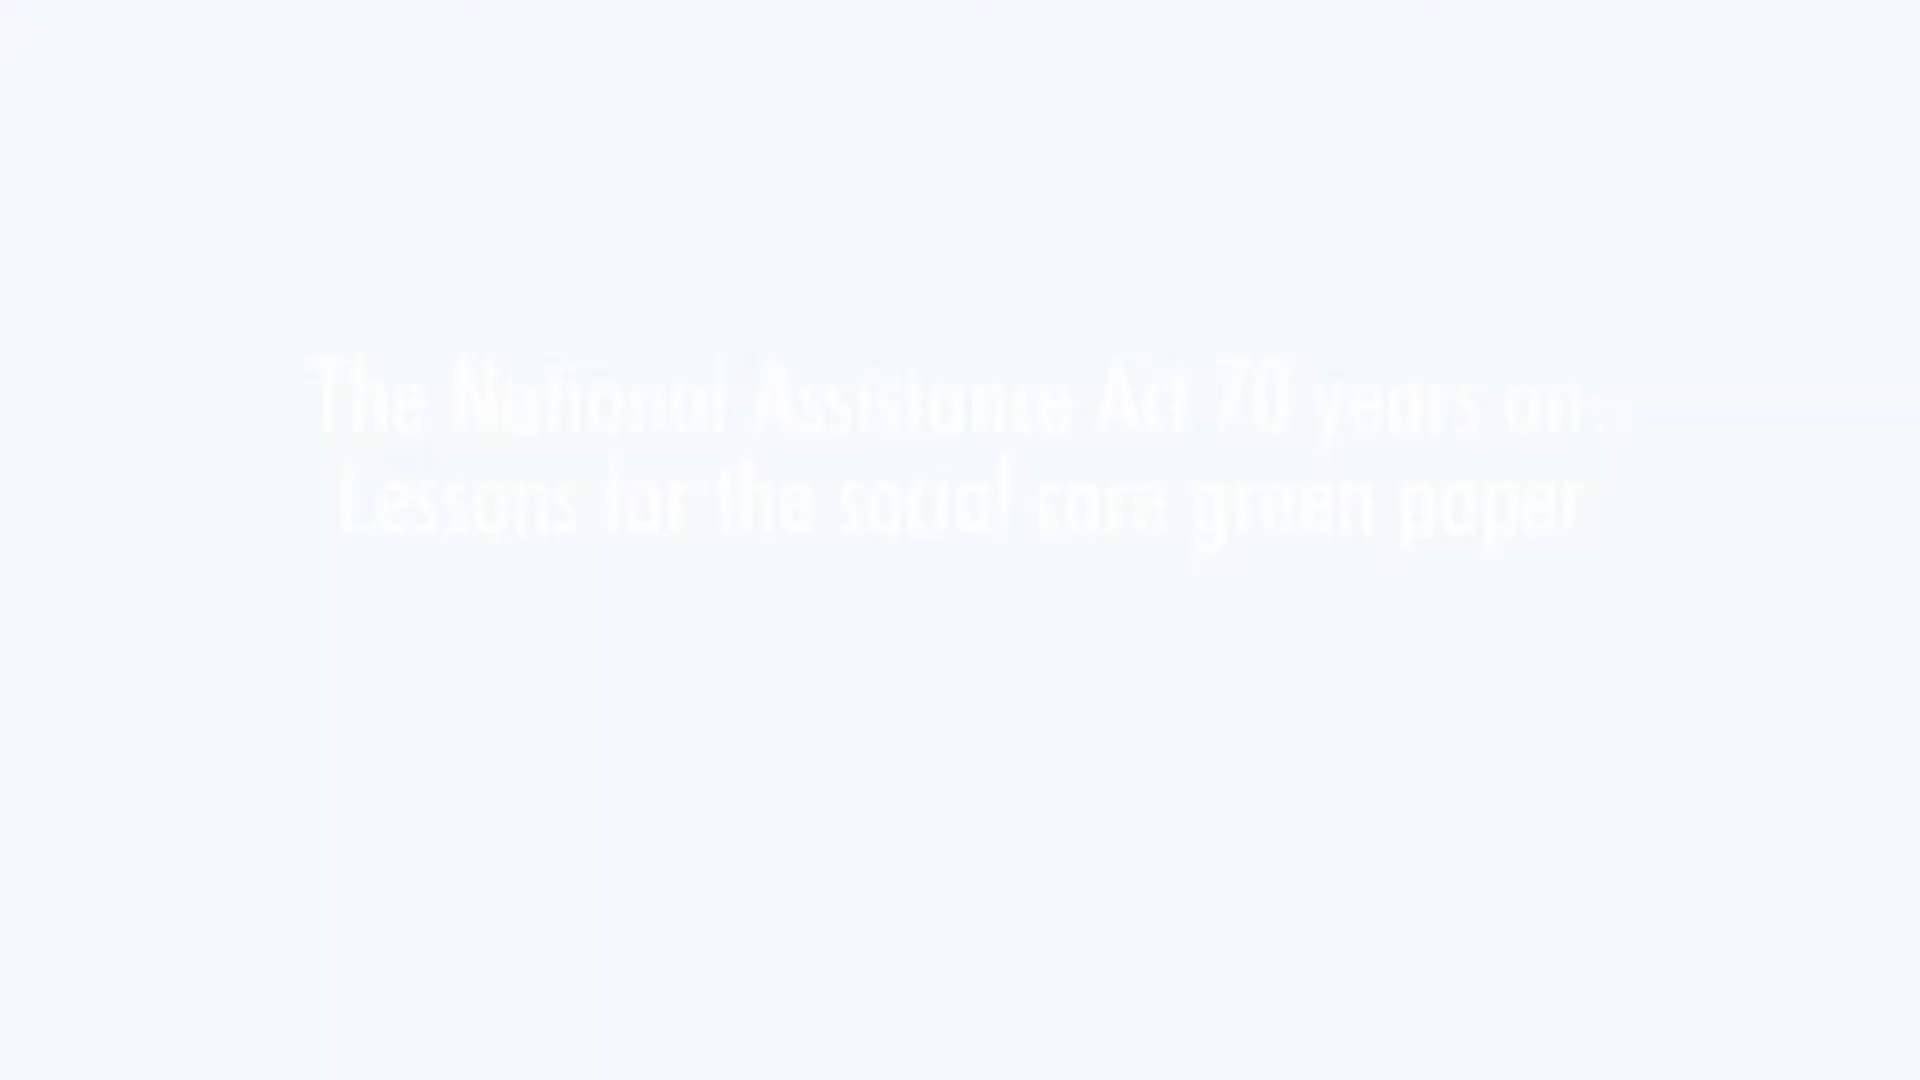 The National Assistance Act 70 years on:
Lessons for the social care green paper